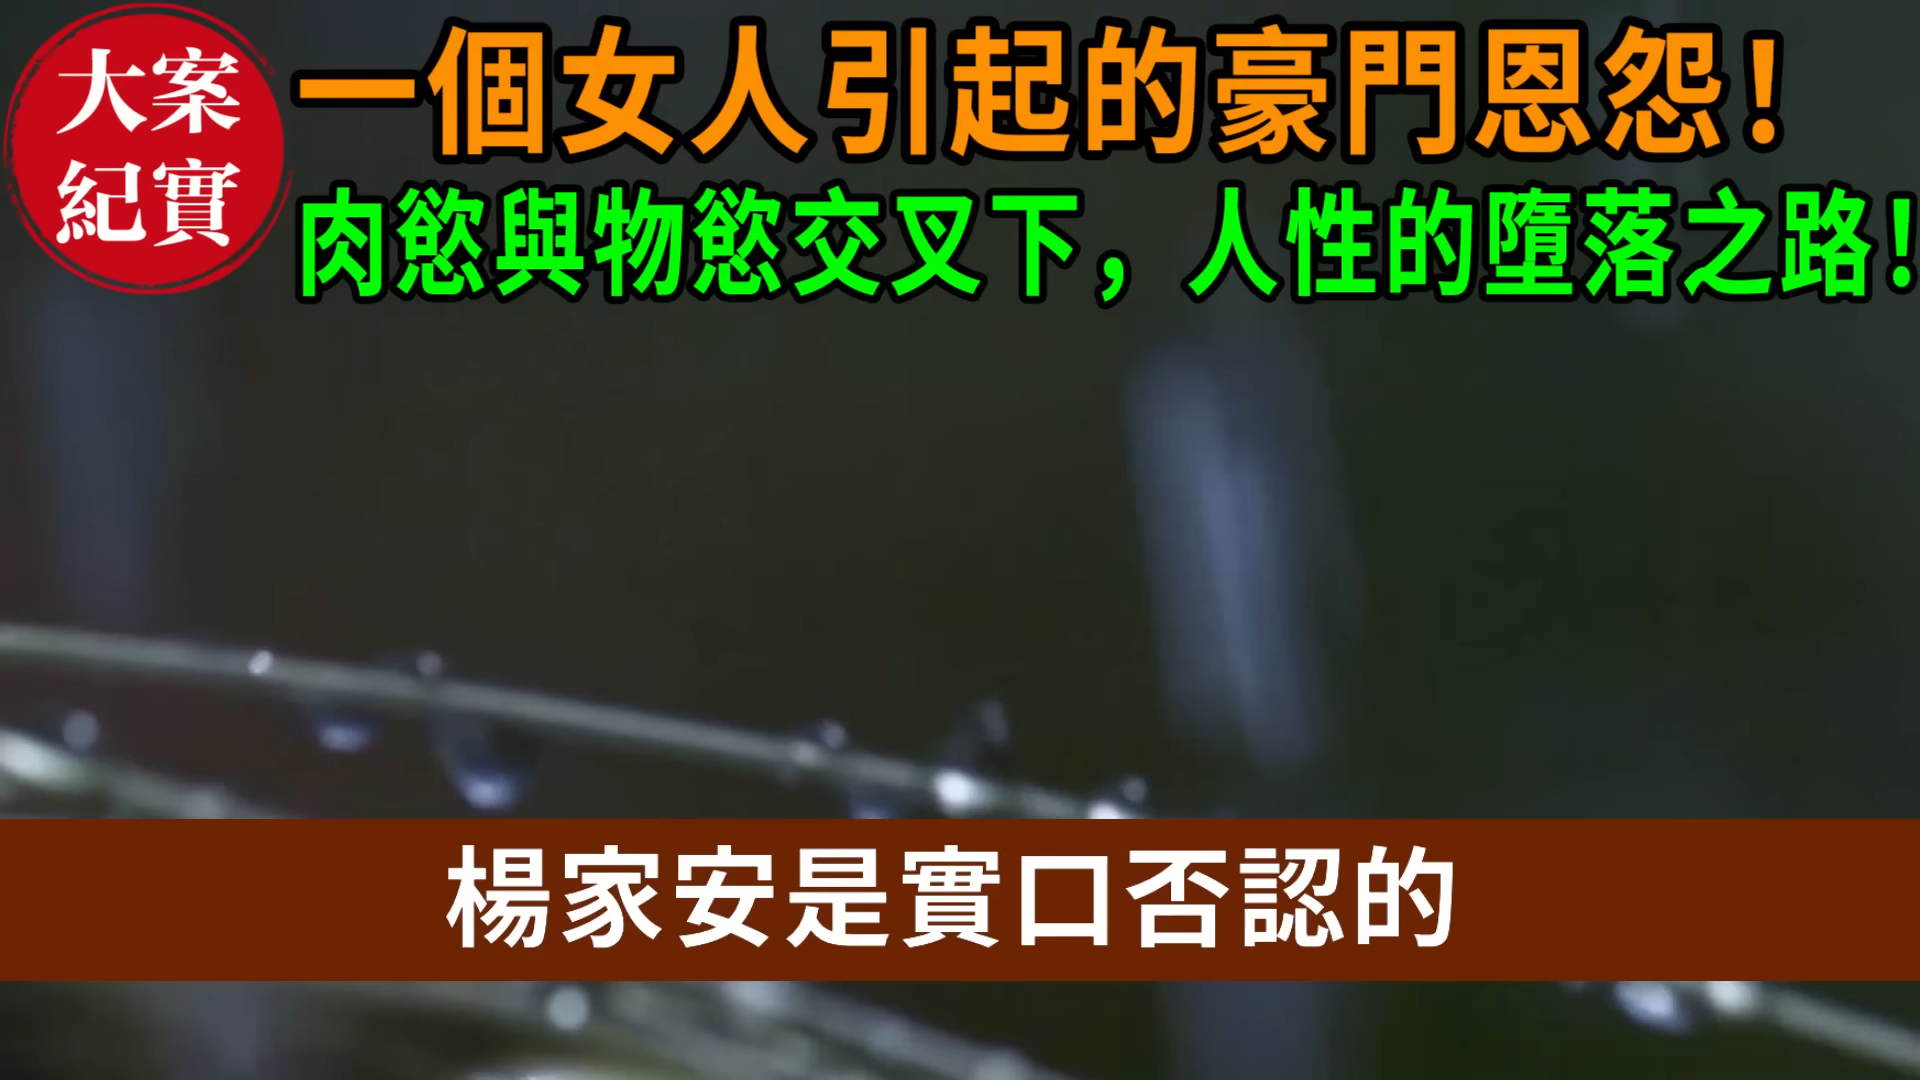 大案
紀實
一個女人引起的豪門恩怨！
肉慾與物慾交叉下，人性的墮落之路！
楊家安是實口否認的